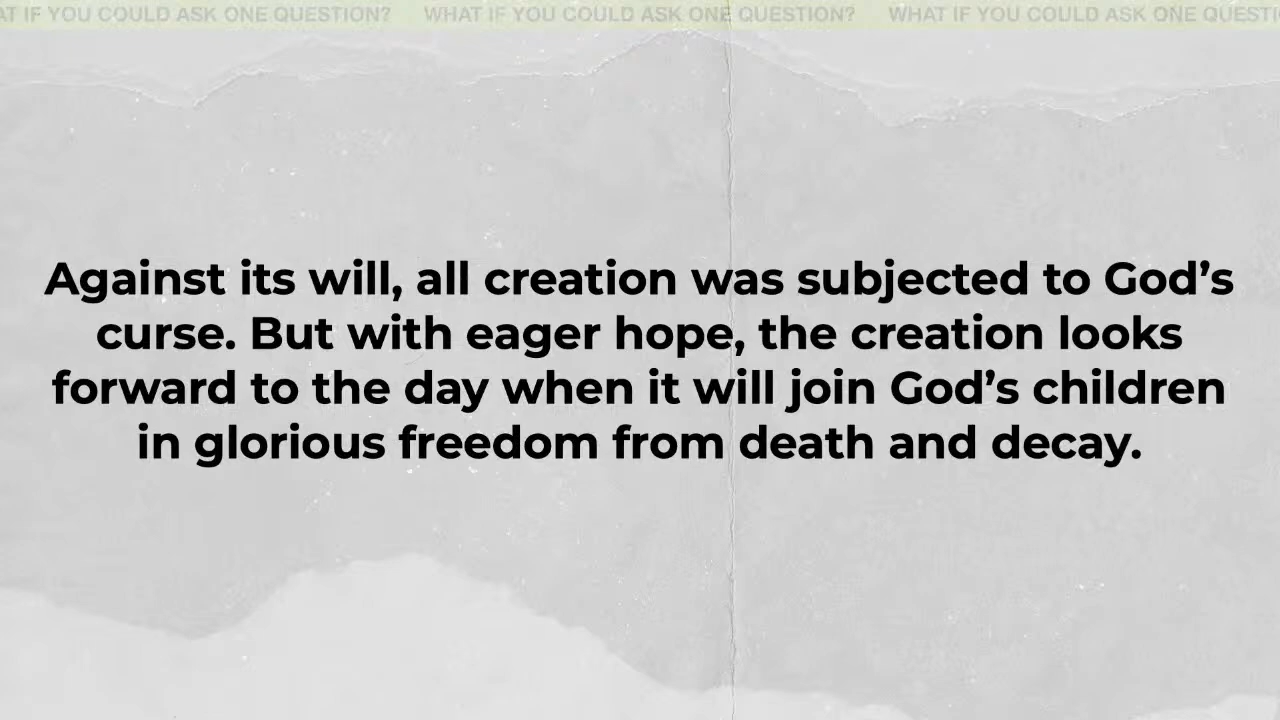 AT IF YOU COULD ASK ONE QUESTION? WHAT IF YOU COULD ASK ONE QUESTION? WHAT IF YOU COULD ASK ONE QUESTI
Against its will, all creation was subjected to God’s
curse. But with eager hope, the creation looks
forward to the day when it will join God’s children
in glorious freedom from death and decay.